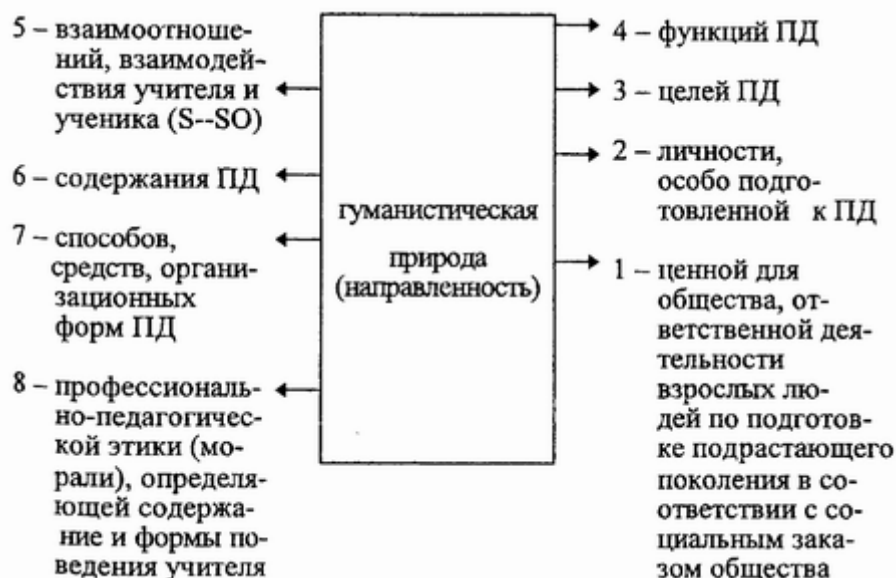 5 – взаимоотноше-
ний, взаимодей-
ствия учителя и
ученика (S--SO)
6 – содержания ПД
7 – способов,
средств, органи-
зационных
форм ПД
8 – профессиональ-
но-педагогичес-
кой этики (мо-
рали), определя-
ющей содержа-
ние и формы по-
ведения учителя
гуманистическая
природа
(направленность)
4 – функций ПД
3 – целей ПД
2 – личности,
особо подго-
товленной к ПД
1 – ценной для
общества, от-
ветственной дея-
тельности
взрослых лю-
дей по подготов-
ке подрастающего
поколения в со-
ответствии с со-
циальным зака-
зом общества